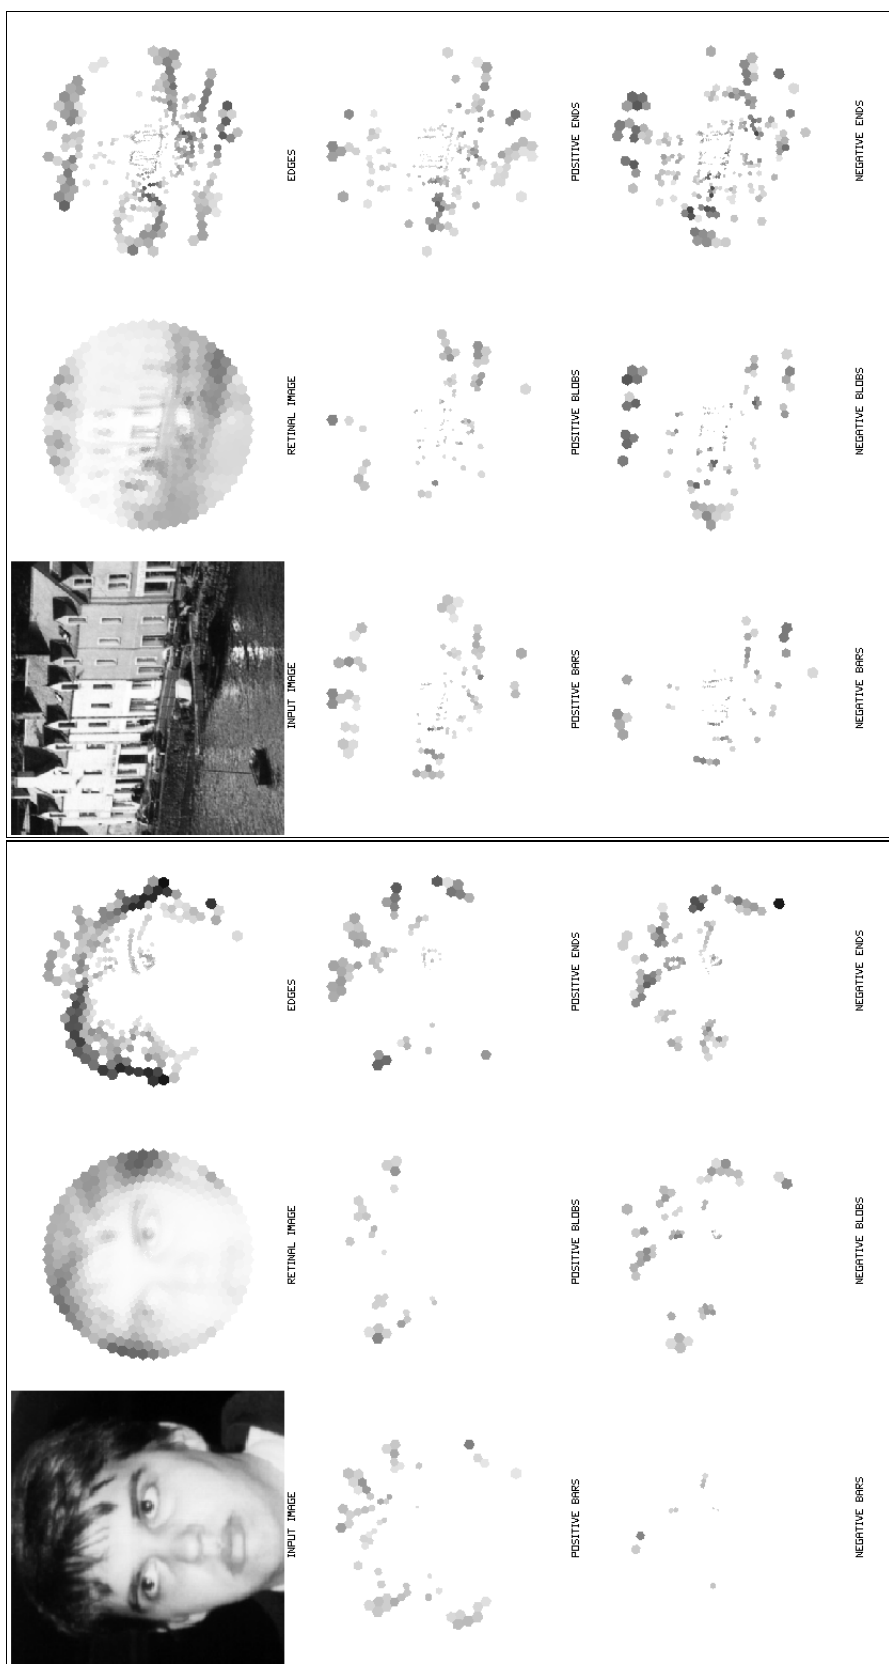 INPUT IMAGE
RETINAL IMAGE
EDGES
POSITIVE BARS
POSITIVE BLOBS
POSITIVE ENDS
NEGATIVE BARS
NEGATIVE BLOBS
NEGATIVE ENDS
INPUT IMAGE
RETINAL IMAGE
EDGES
POSITIVE BARS
POSITIVE BLOBS
POSITIVE ENDS
NEGATIVE BARS
NEGATIVE BLOBS
NEGATIVE ENDS